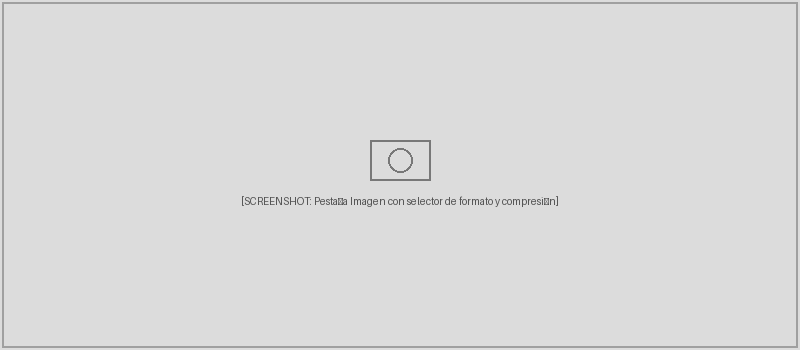 [SCREENSHOT: Pesta▯a Imagen con selector de formato y compresi▯n]